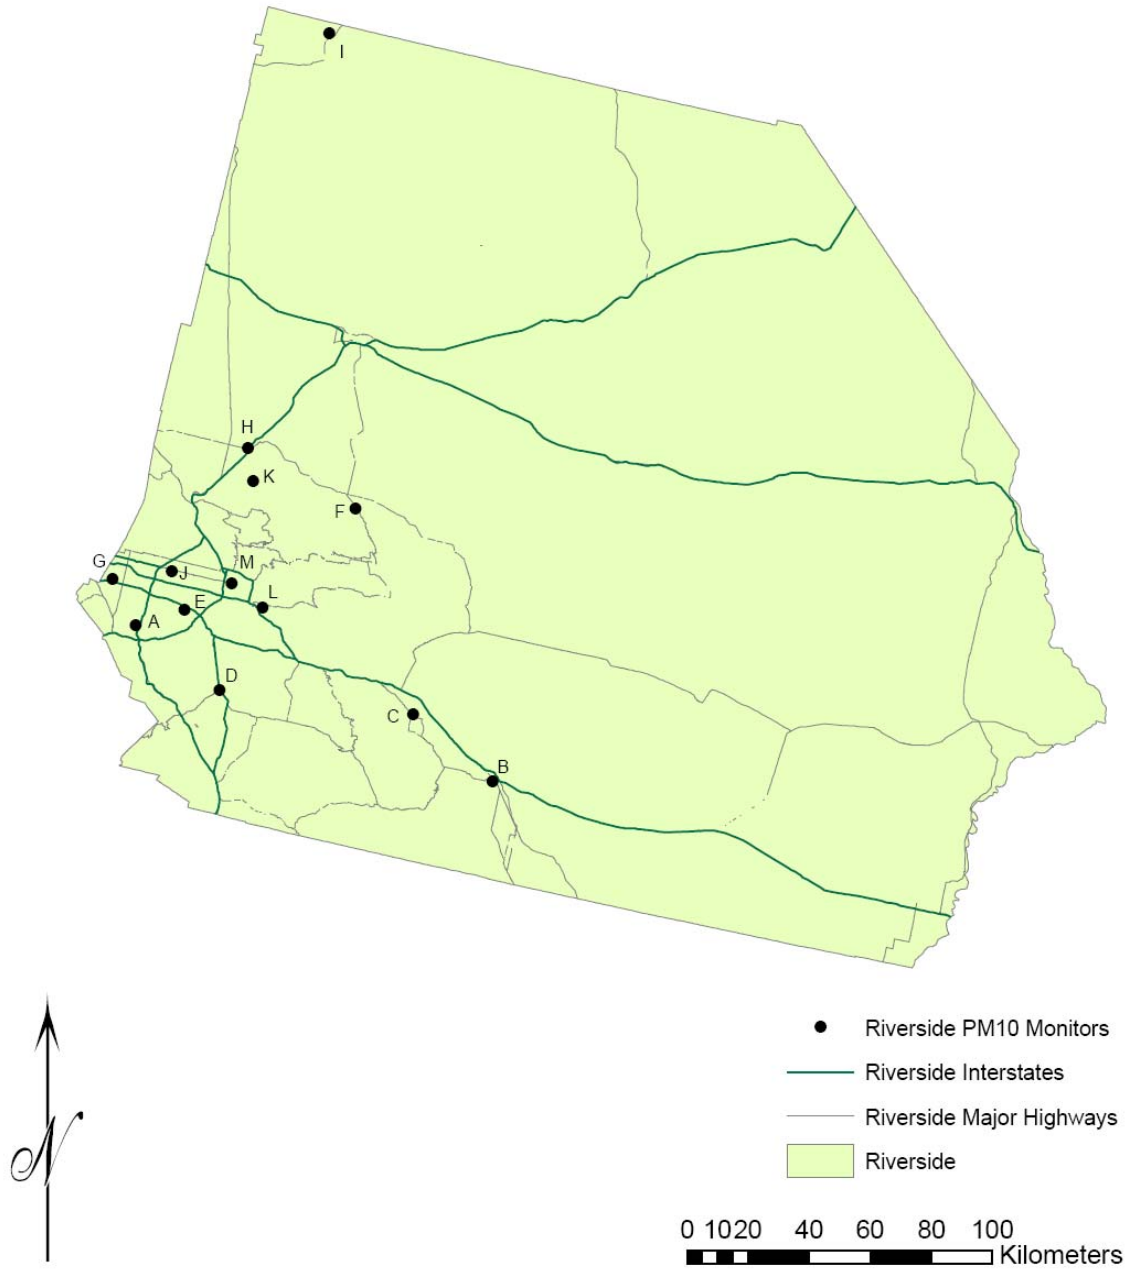 I
H
K
F
G
J
M
E
L
A
D
C
B
N
Riverside PM10 Monitors
Riverside Interstates
Riverside Major Highways
Riverside
0 10 20 40 60 80 100
Kilometers